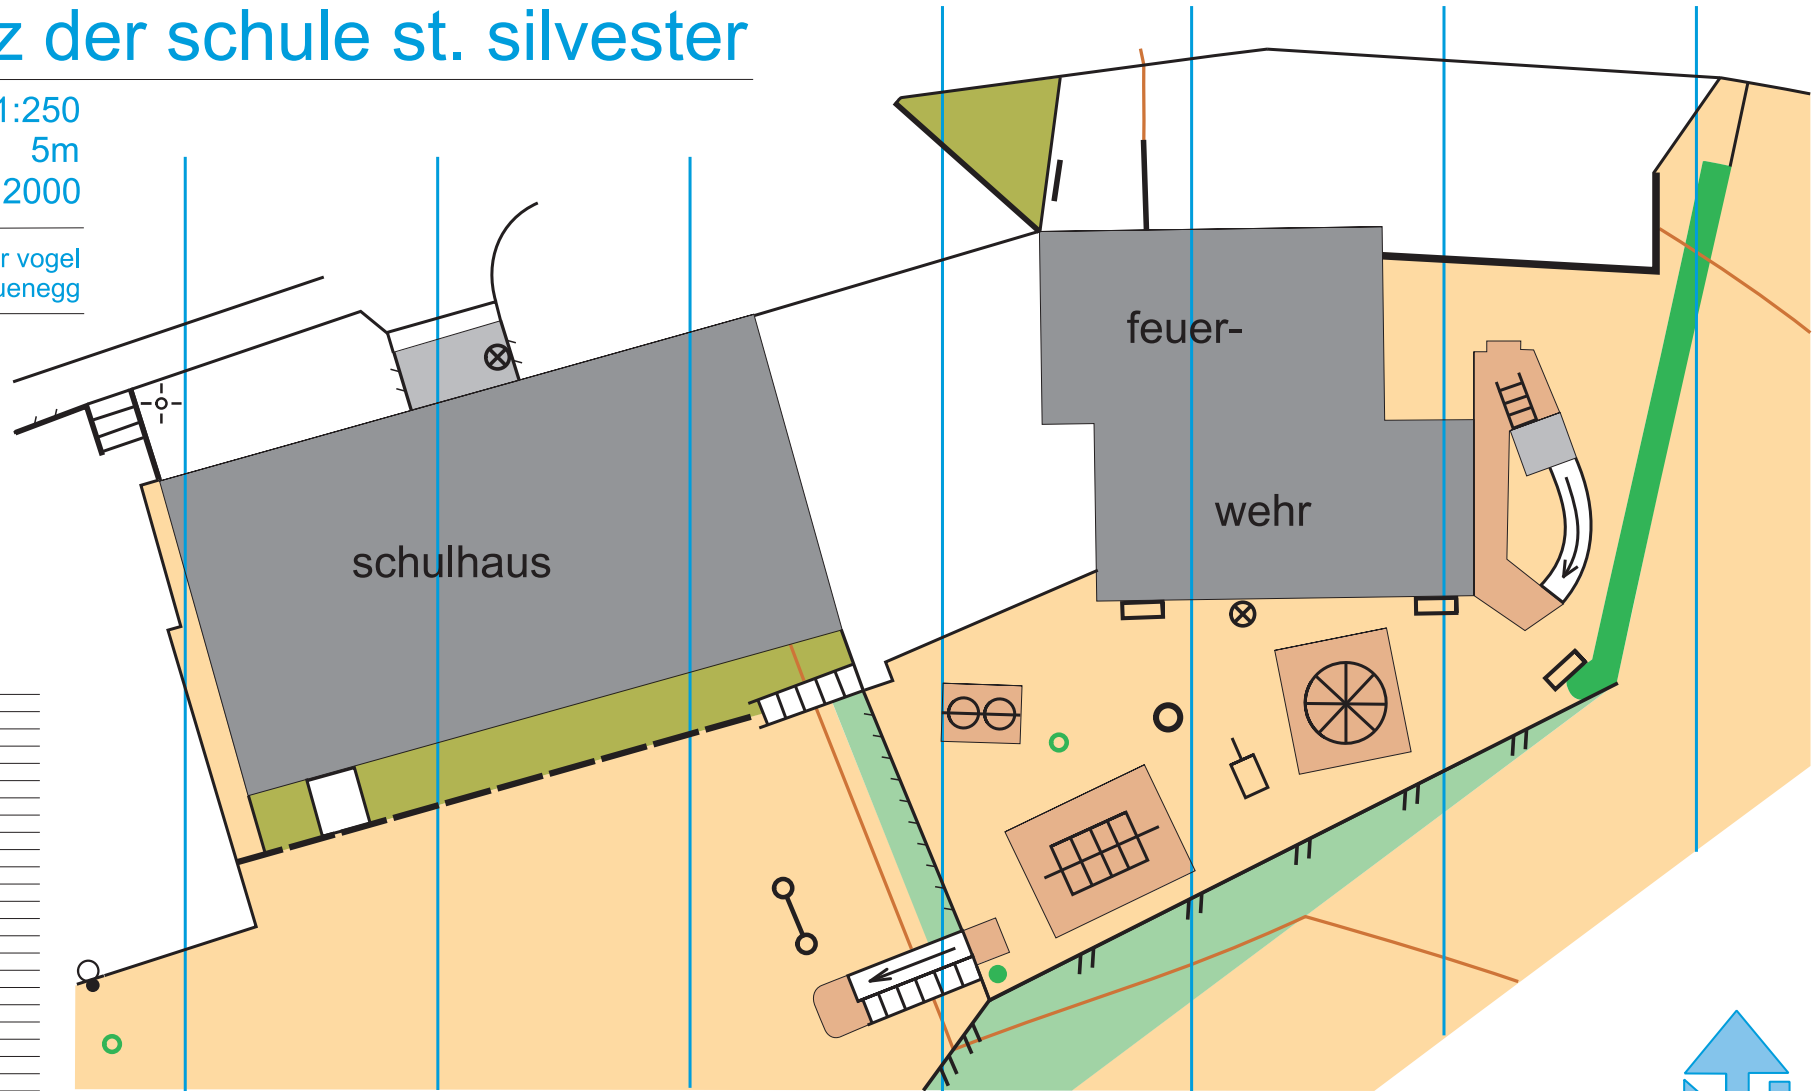 z der schule st. silvester
1:250
5m
2000
r vogel
uenegg
feuer-
wehr
schulhaus